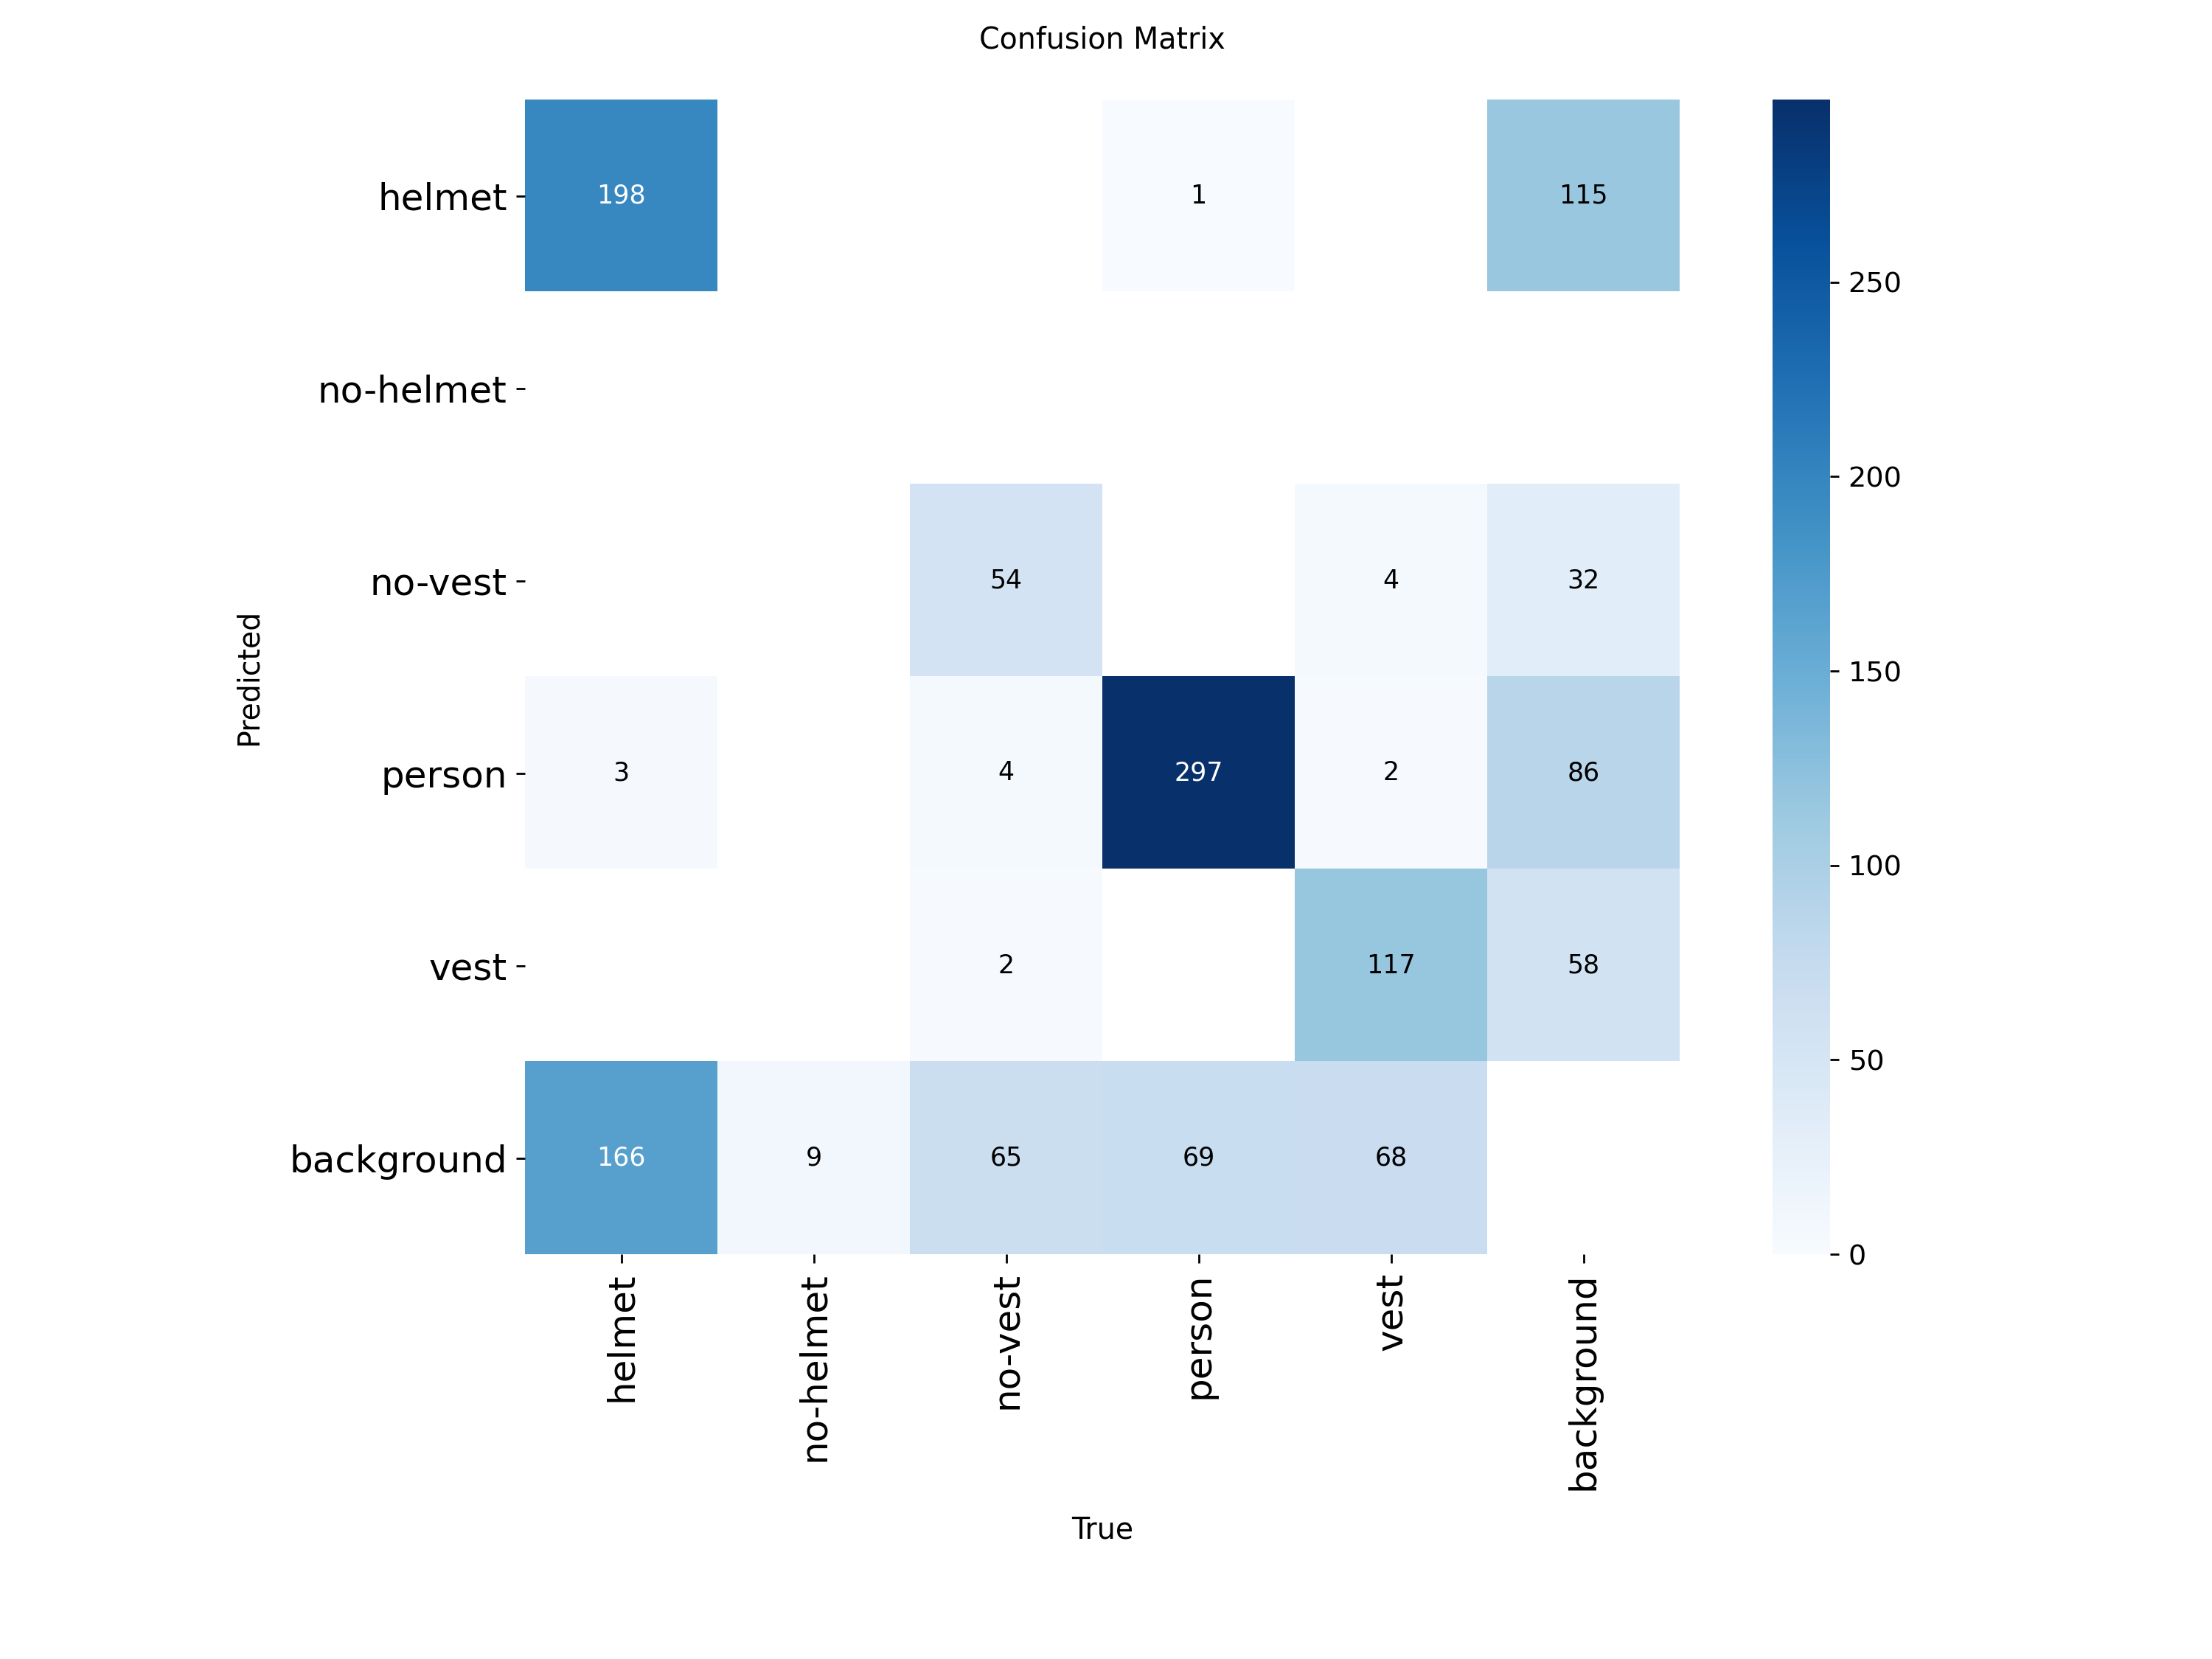 Confusion Matrix
helmet
198
1
115
250
no-helmet
200
no-vest
54
4
32
150
Predicted
person
3
4
297
2
86
100
vest
2
117
58
50
background
166
9
65
69
68
0
helmet
no-helmet
no-vest
person
vest
background
True